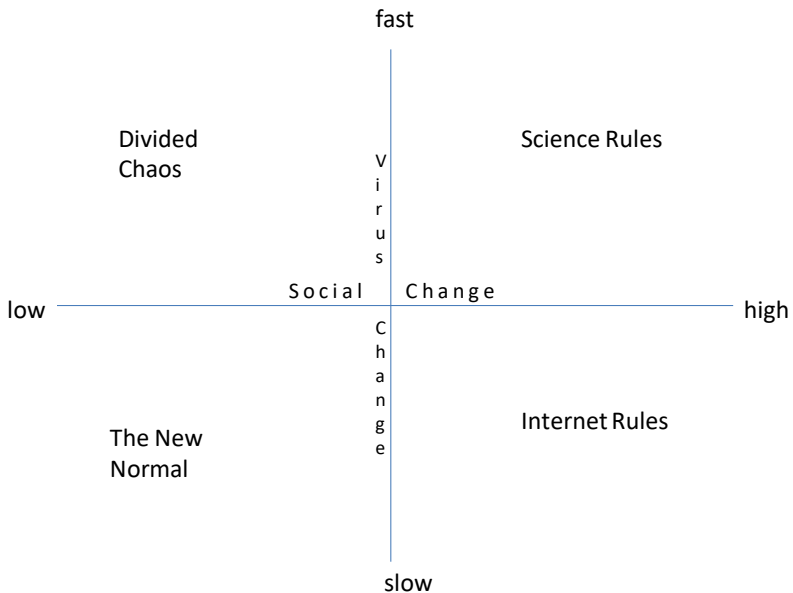 fast
Divided
Chaos
Science Rules
Virus
Social Change
low
high
Change
Internet Rules
The New
Normal
slow